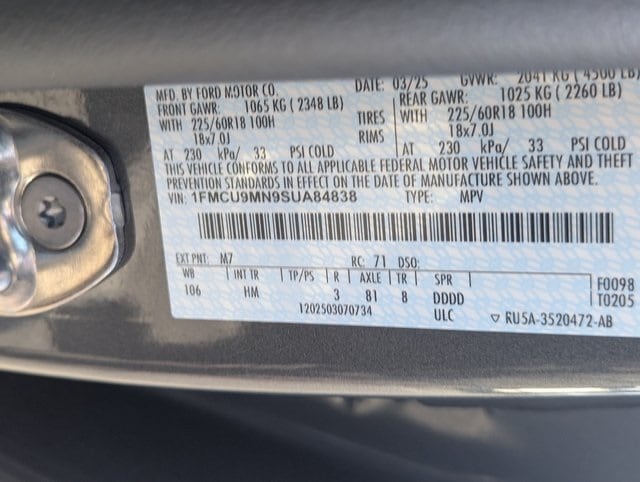 MFD. BY FORD MOTOR CO. DATE: 03/25 GVWR: 2041 KG ( 4500 LB)
FRONT GAWR: 1065 KG ( 2348 LB) REAR GAWR: 1025 KG ( 2260 LB)
WITH 225/60R18 100H TIRES WITH 225/60R18 100H
18x7.0J RIMS 18x7.0J
AT 230 kPa/ 33 PSI COLD AT 230 kPa/ 33 PSI COLD
THIS VEHICLE CONFORMS TO ALL APPLICABLE FEDERAL MOTOR VEHICLE SAFETY AND THEFT
PREVENTION STANDARDS IN EFFECT ON THE DATE OF MANUFACTURE SHOWN ABOVE.
VIN: 1FMCU9MN9SUA84838 TYPE: MPV
EXT PNT: M7 RC: 71 DSO:
WB INT TR TP/PS R AXLE TR SPR
106 HM 3 81 8 DDDD
F0098
T0205
1202503070734 ULC ▽ RU5A-3520472-AB